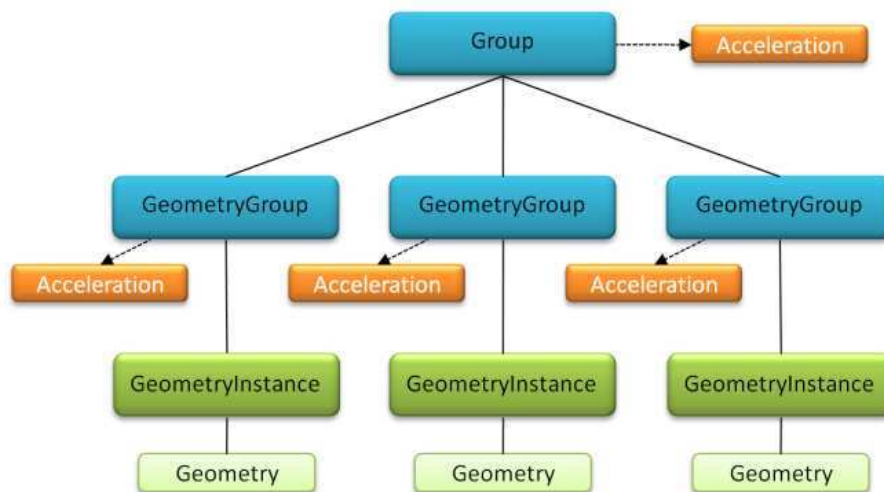 Group
Acceleration
GeometryGroup
GeometryGroup
GeometryGroup
Acceleration
Acceleration
Acceleration
GeometryInstance
GeometryInstance
GeometryInstance
Geometry
Geometry
Geometry